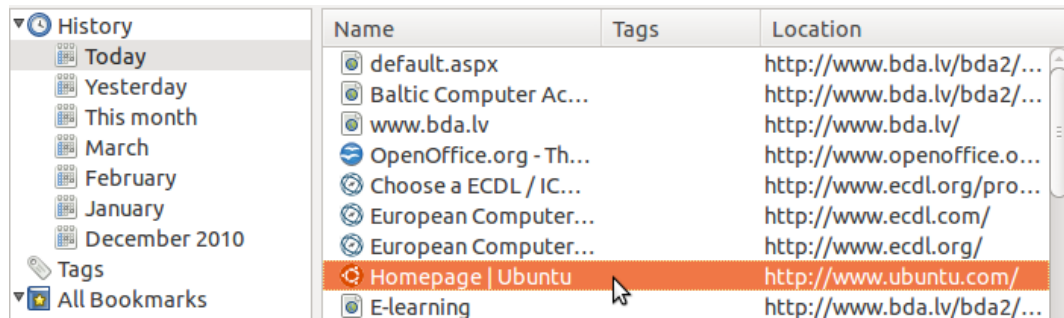 History
Today
Yesterday
This month
March
February
January
December 2010
Tags
All Bookmarks
Name Tags Location
default.aspx http://www.bda.lv/bda2/...
Baltic Computer Ac... http://www.bda.lv/bda2/...
www.bda.lv http://www.bda.lv/
OpenOffice.org - Th... http://www.openoffice.o...
Choose a ECDL / IC... http://www.ecdl.org/pro...
European Computer... http://www.ecdl.com/
European Computer... http://www.ecdl.org/
Homepage | Ubuntu http://www.ubuntu.com/
E-learning http://www.bda.lv/bda2/...